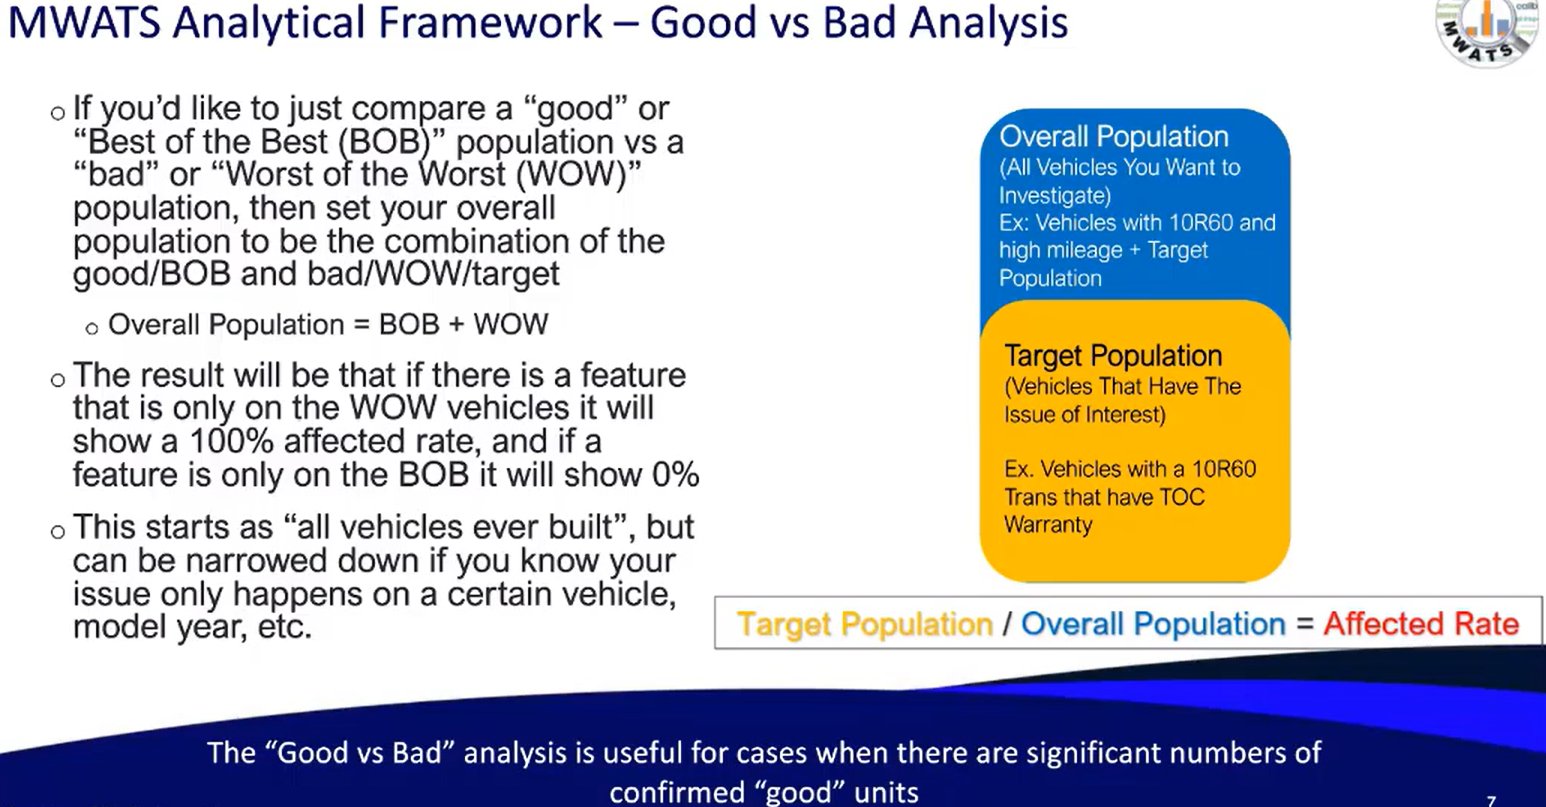 MWATS Analytical Framework – Good vs Bad Analysis
MWATS
○ If you’d like to just compare a “good” or
“Best of the Best (BOB)” population vs a
“bad” or “Worst of the Worst (WOW)”
population, then set your overall
population to be the combination of the
good/BOB and bad/WOW/target
○ Overall Population = BOB + WOW
○ The result will be that if there is a feature
that is only on the WOW vehicles it will
show a 100% affected rate, and if a
feature is only on the BOB it will show 0%
○ This starts as “all vehicles ever built”, but
can be narrowed down if you know your
issue only happens on a certain vehicle,
model year, etc.
Overall Population
(All Vehicles You Want to
Investigate)
Ex: Vehicles with 10R60 and
high mileage + Target
Population
Target Population
(Vehicles That Have The
Issue of Interest)
Ex. Vehicles with a 10R60
Trans that have TOC
Warranty
Target Population / Overall Population = Affected Rate
The “Good vs Bad” analysis is useful for cases when there are significant numbers of
confirmed “good” units
7